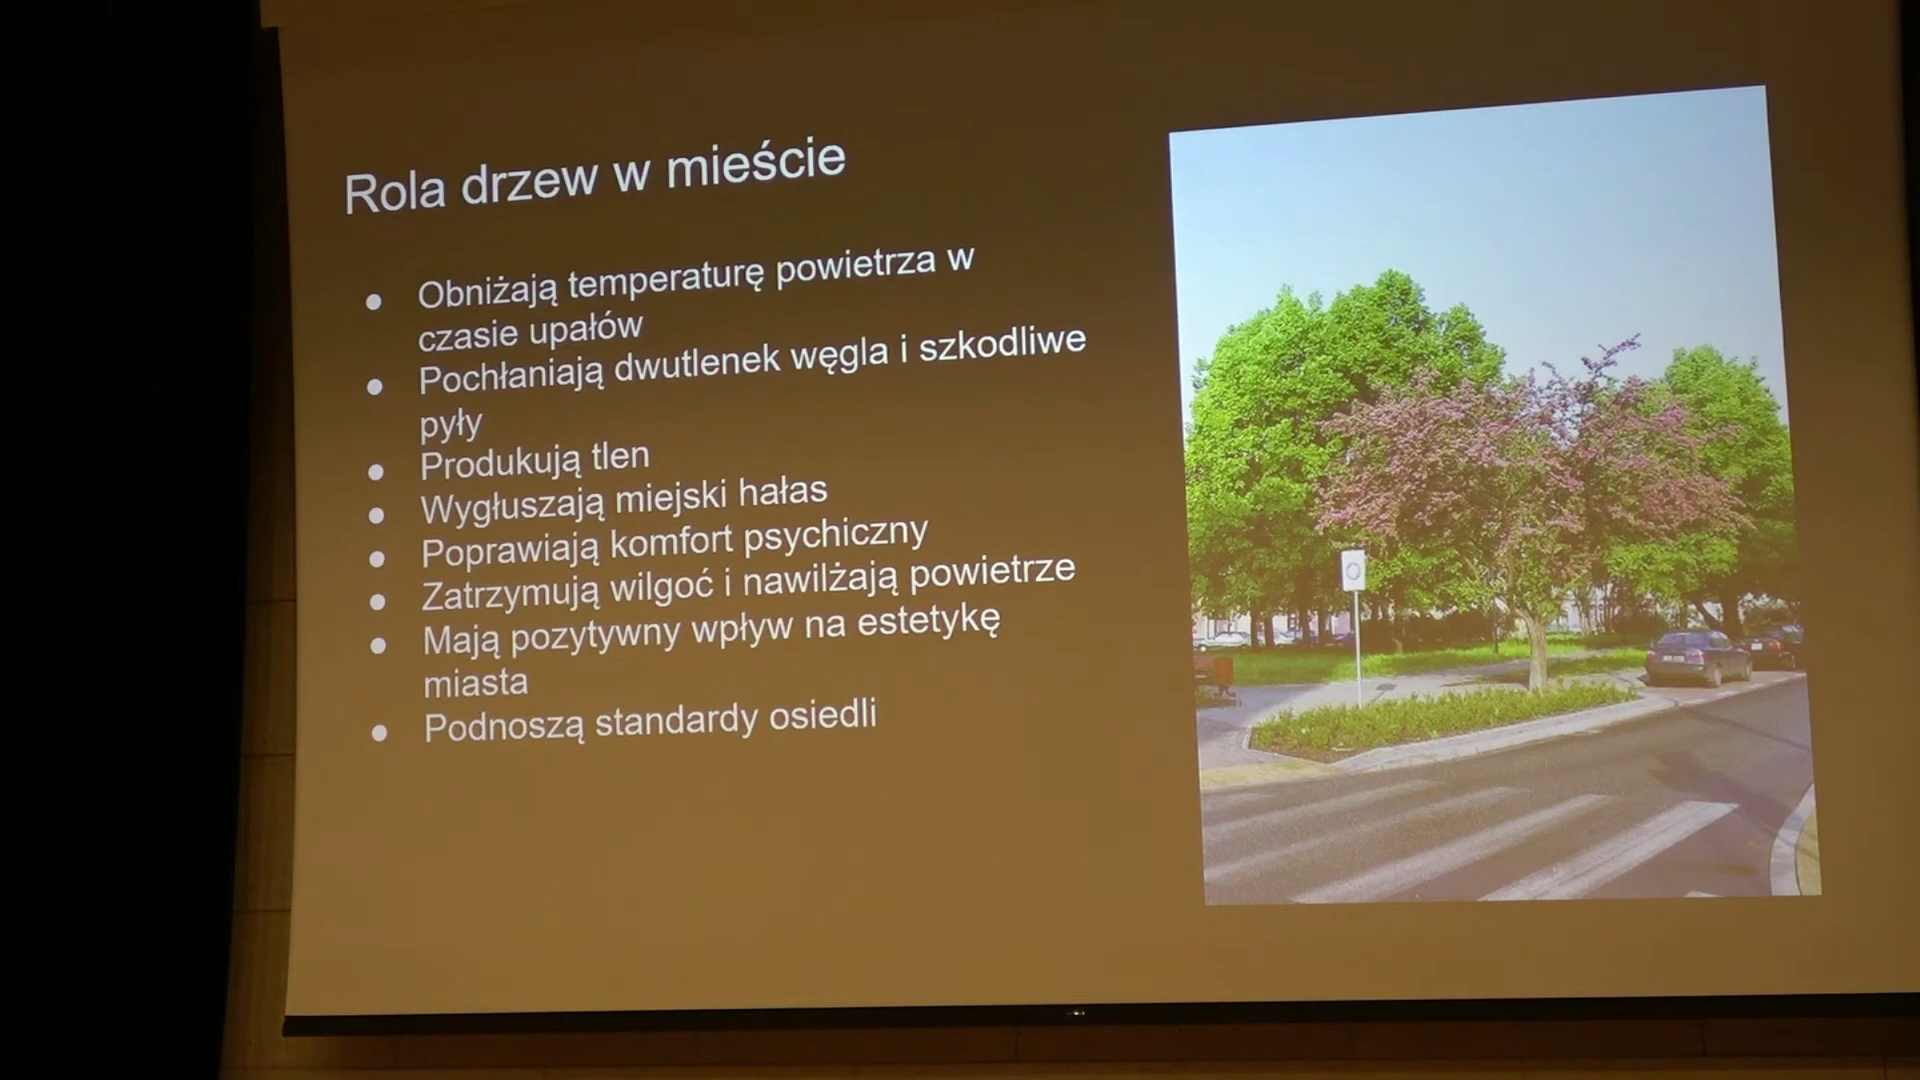 Rola drzew w mieście
● Obniżają temperaturę powietrza w
czasie upałów
● Pochłaniają dwutlenek węgla i szkodliwe
pyły
● Produkują tlen
● Wygłuszają miejski hałas
● Poprawiają komfort psychiczny
● Zatrzymują wilgoć i nawilżają powietrze
● Mają pozytywny wpływ na estetykę
miasta
● Podnoszą standardy osiedli